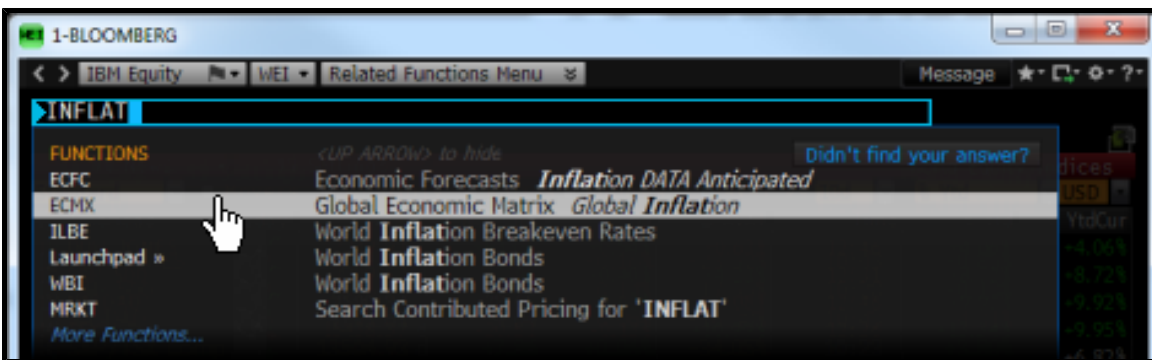 WEI 1-BLOOMBERG
< > IBM Equity WEI Related Functions Menu Message ?
>INFLAT
FUNCTIONS <UP ARROW> to hide Didn't find your answer?
ECFC Economic Forecasts Inflation DATA Anticipated
ECMX Global Economic Matrix Global Inflation
ILBE World Inflation Breakeven Rates
Launchpad » World Inflation Bonds
WBI World Inflation Bonds
MRKT Search Contributed Pricing for 'INFLAT'
More Functions...
dices
USD
YtdCur
-4.06%
-8.72%
-9.92%
-9.95%